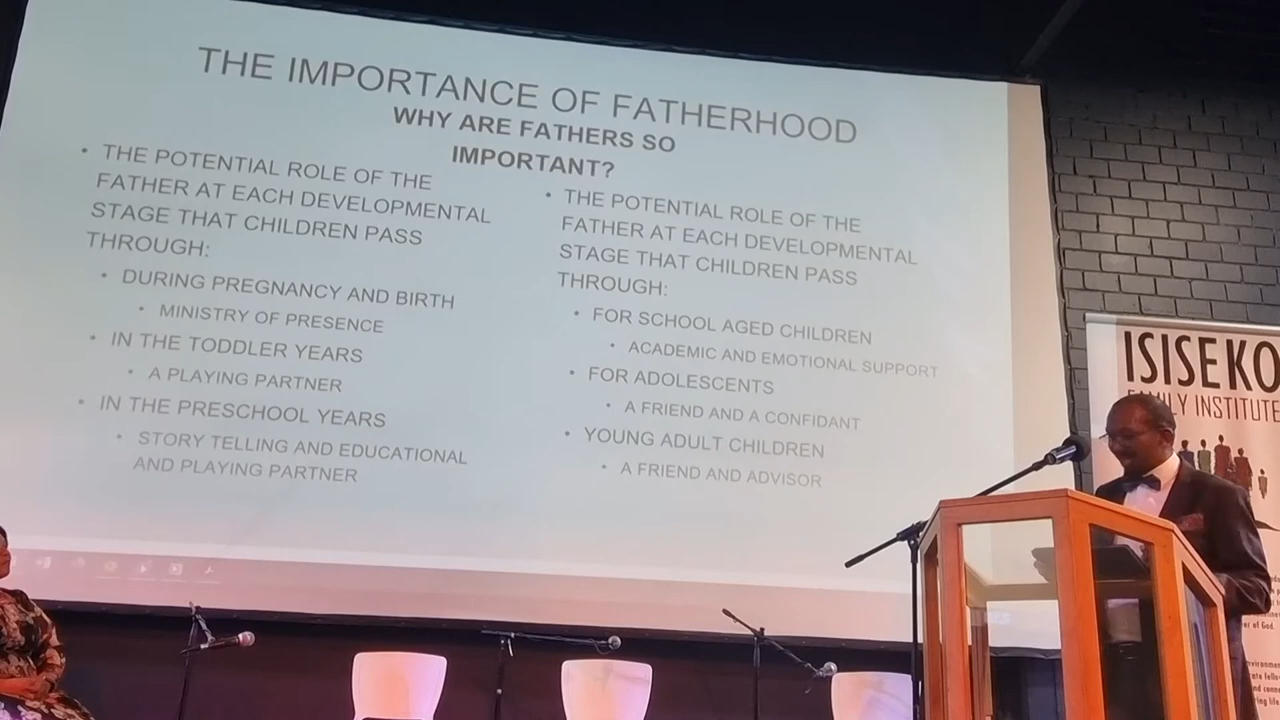 THE IMPORTANCE OF FATHERHOOD
WHY ARE FATHERS SO
IMPORTANT?
• THE POTENTIAL ROLE OF THE
FATHER AT EACH DEVELOPMENTAL
STAGE THAT CHILDREN PASS
THROUGH:
• DURING PREGNANCY AND BIRTH
• MINISTRY OF PRESENCE
• IN THE TODDLER YEARS
• A PLAYING PARTNER
• IN THE PRESCHOOL YEARS
• STORY TELLING AND EDUCATIONAL
AND PLAYING PARTNER
• THE POTENTIAL ROLE OF THE
FATHER AT EACH DEVELOPMENTAL
STAGE THAT CHILDREN PASS
THROUGH:
• FOR SCHOOL AGED CHILDREN
• ACADEMIC AND EMOTIONAL SUPPORT
• FOR ADOLESCENTS
• A FRIEND AND A CONFIDANT
• YOUNG ADULT CHILDREN
• A FRIEND AND ADVISOR
ISISEKO
FAMILY INSTITUTE
of God.